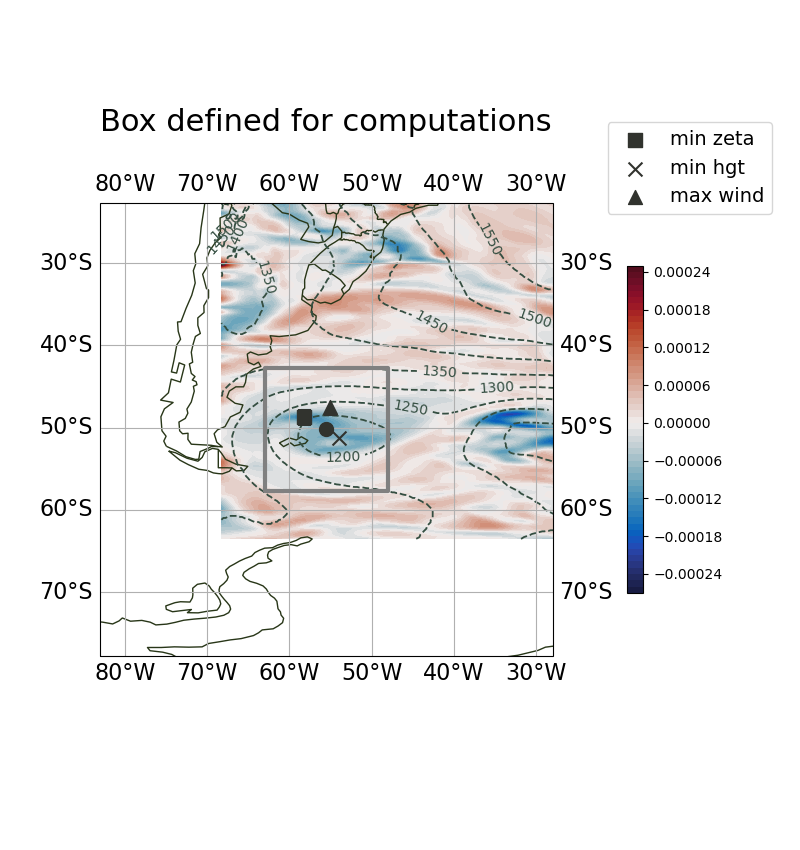 Box defined for computations
min zeta
min hgt
max wind
80°W 70°W 60°W 50°W 40°W 30°W
30°S 30°S
40°S 40°S
50°S 50°S
60°S 60°S
70°S 70°S
80°W 70°W 60°W 50°W 40°W 30°W
1400
1350
1550
1450
1500
1350
1300
1250
1200
0.00024
0.00018
0.00012
0.00006
0.00000
−0.00006
−0.00012
−0.00018
−0.00024